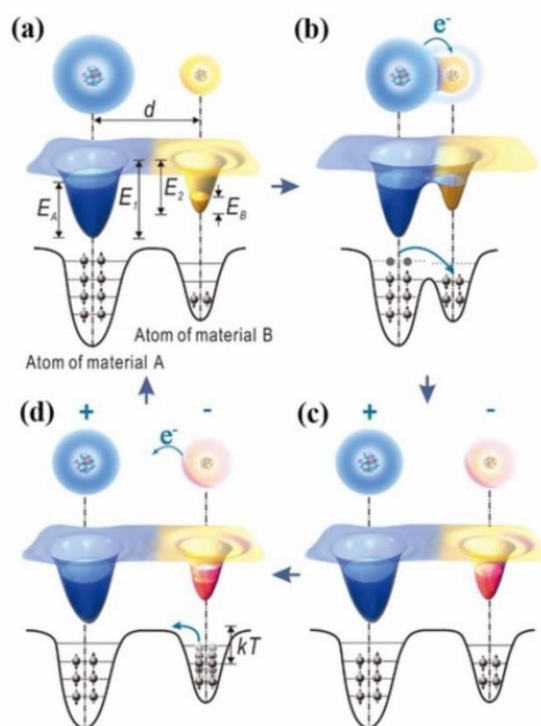 (a)
d
E_A
E_1
E_2
E_B
Atom of material B
Atom of material A
(b)
e⁻
(d)
+
-
e⁻
kT
(c)
+
-